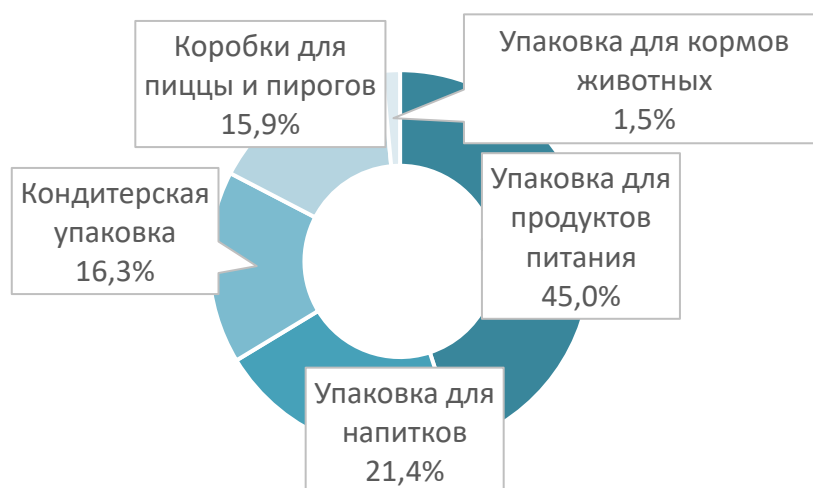 Коробки для
пиццы и пирогов
15,9%
Упаковка для кормов
животных
1,5%
Кондитерская
упаковка
16,3%
Упаковка для
продуктов
питания
45,0%
Упаковка для
напитков
21,4%